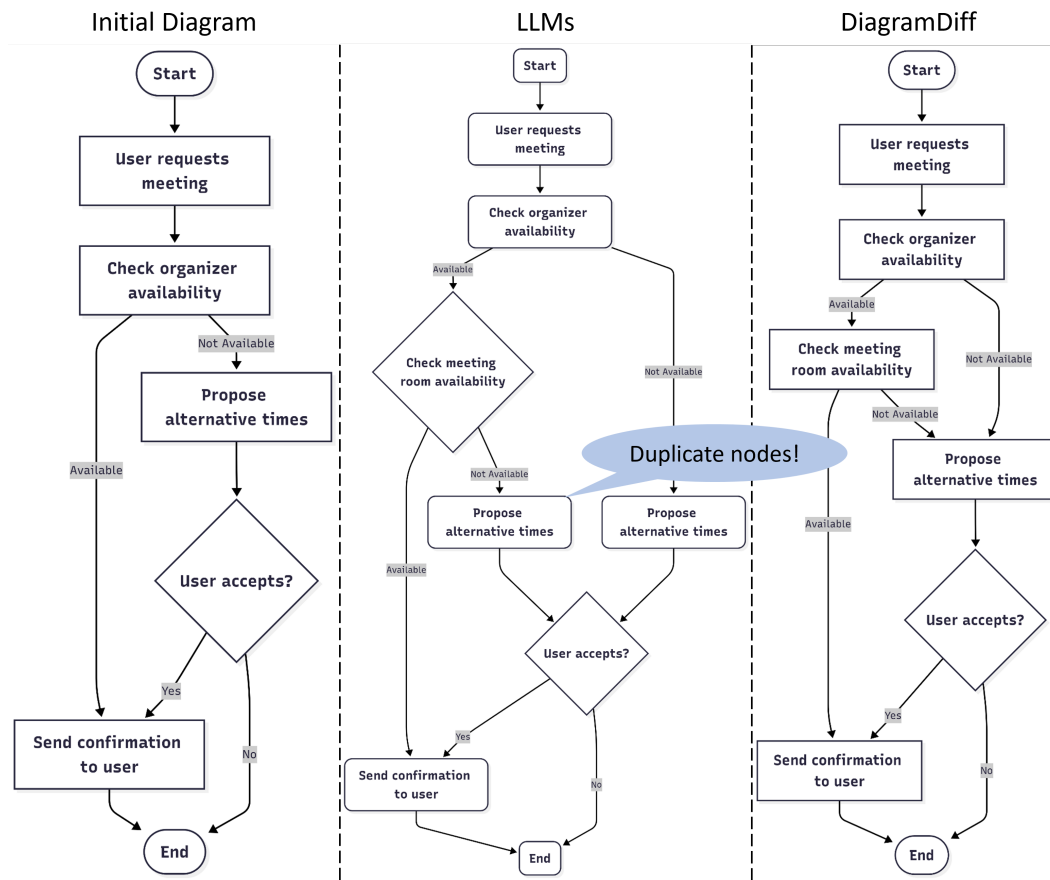 Initial Diagram
Start
User requests
meeting
Check organizer
availability
Not Available
Propose
alternative times
Available
User accepts?
Yes
Send confirmation
to user
No
End
LLMs
Start
User requests
meeting
Check organizer
availability
Available
Check meeting
room availability
Not Available
Duplicate nodes!
Not Available
Propose
alternative times
Propose
alternative times
Available
User accepts?
Yes
Send confirmation
to user
No
End
DiagramDiff
Start
User requests
meeting
Check organizer
availability
Available
Check meeting
room availability
Not Available
Not Available
Propose
alternative times
Available
User accepts?
Yes
Send confirmation
to user
No
End